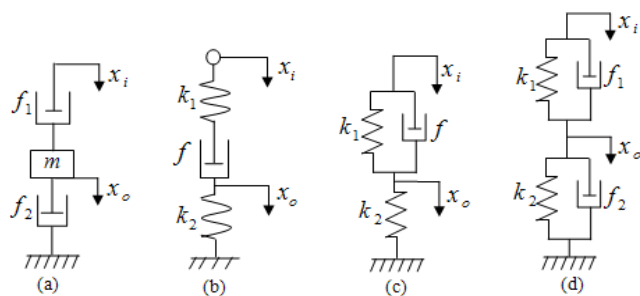 x_i
f_1
m
x_o
f_2
(a)
x_i
k_1
f
x_o
k_2
(b)
x_i
k_1
f
x_o
k_2
(c)
x_i
k_1
f_1
x_o
k_2
f_2
(d)